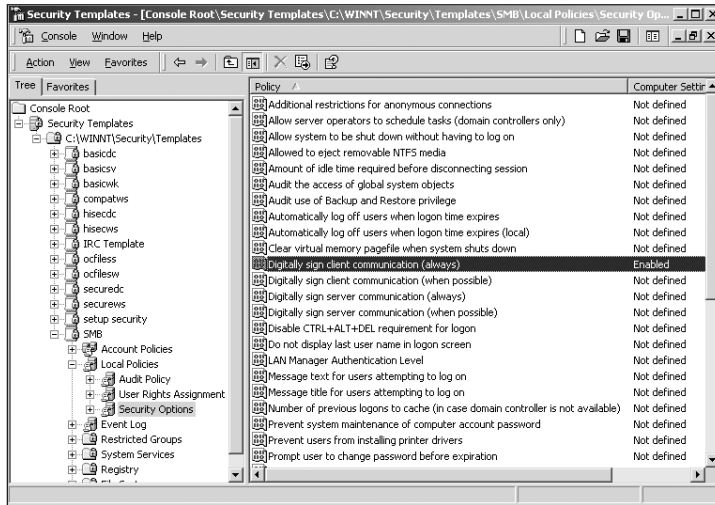 Security Templates - [Console Root\Security Templates\C:\WINNT\Security\Templates\SMB\Local Policies\Security Op...
Console Window Help
Action View Favorites
Tree Favorites
Console Root
Security Templates
C:\WINNT\Security\Templates
basicdc
basicsv
basicwk
compatws
hisecdc
hisecws
IRC Template
ocfiless
ocfilesw
securedc
securews
setup security
SMB
Account Policies
Local Policies
Audit Policy
User Rights Assignment
Security Options
Event Log
Restricted Groups
System Services
Registry
Policy Computer Settin
Additional restrictions for anonymous connections Not defined
Allow server operators to schedule tasks (domain controllers only) Not defined
Allow system to be shut down without having to log on Not defined
Allowed to eject removable NTFS media Not defined
Amount of idle time required before disconnecting session Not defined
Audit the access of global system objects Not defined
Audit use of Backup and Restore privilege Not defined
Automatically log off users when logon time expires Not defined
Automatically log off users when logon time expires (local) Not defined
Clear virtual memory pagefile when system shuts down Not defined
Digitally sign client communication (always) Enabled
Digitally sign client communication (when possible) Not defined
Digitally sign server communication (always) Not defined
Digitally sign server communication (when possible) Not defined
Disable CTRL+ALT+DEL requirement for logon Not defined
Do not display last user name in logon screen Not defined
LAN Manager Authentication Level Not defined
Message text for users attempting to log on Not defined
Message title for users attempting to log on Not defined
Number of previous logons to cache (in case domain controller is not available) Not defined
Prevent system maintenance of computer account password Not defined
Prevent users from installing printer drivers Not defined
Prompt user to change password before expiration Not defined